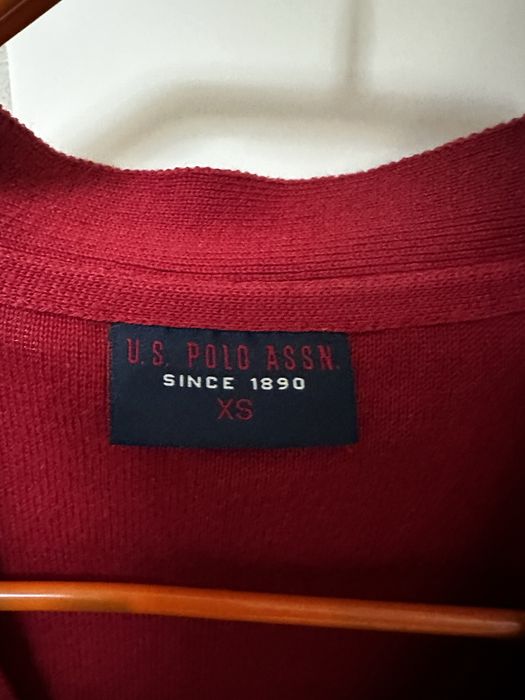 U.S. POLO ASSN.
SINCE 1890
XS